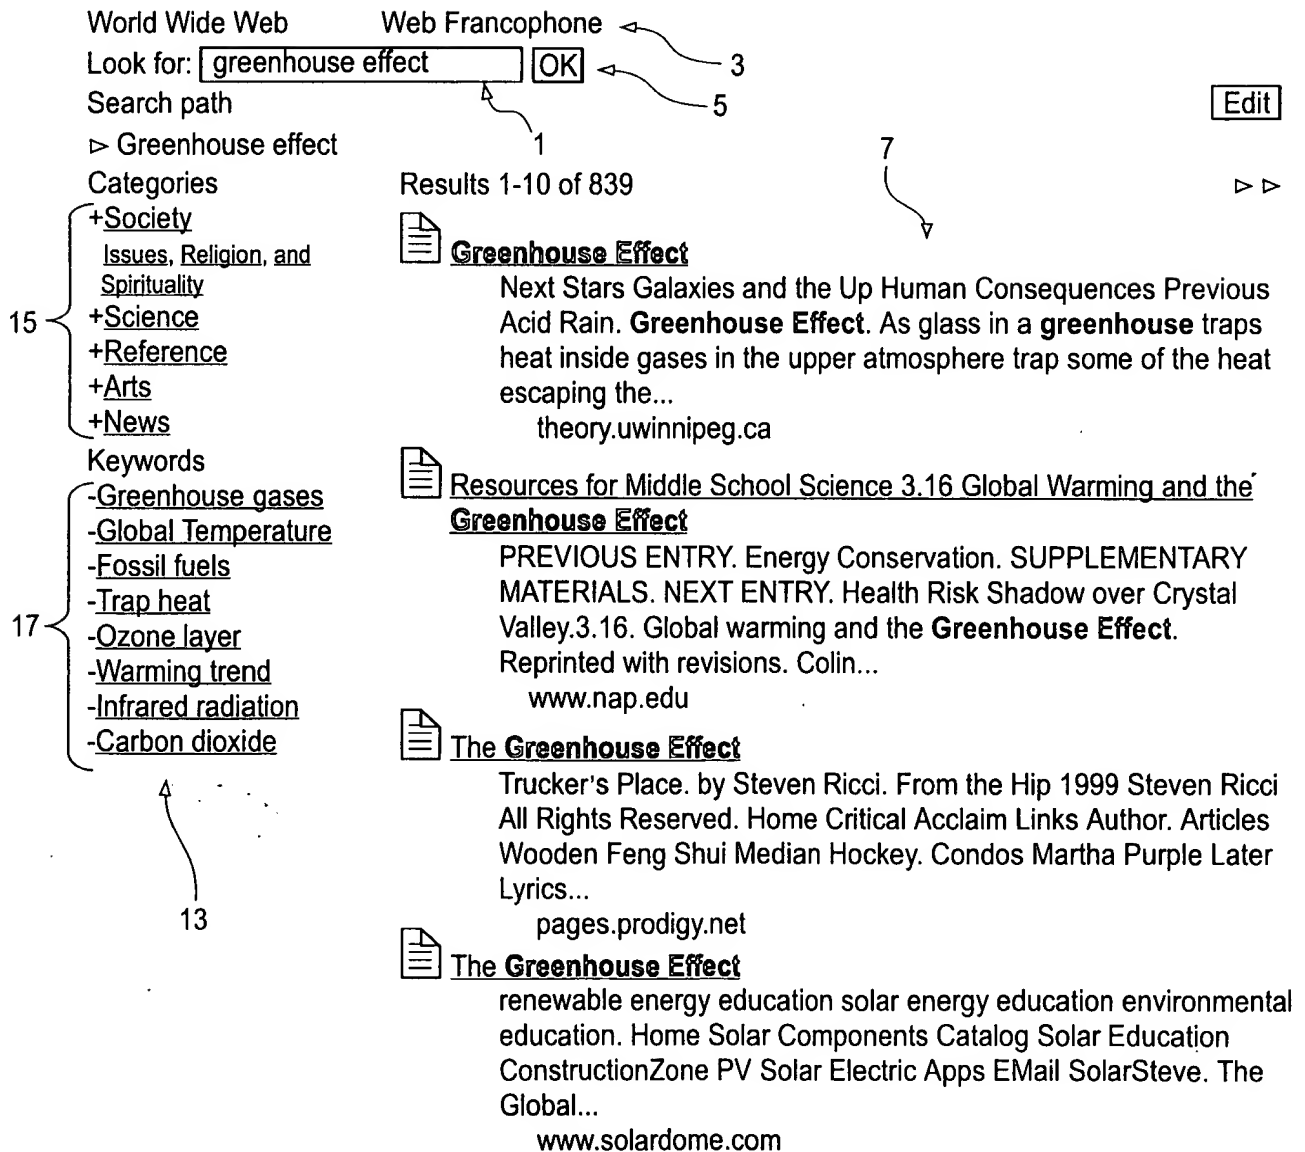 World Wide Web Web Francophone
3
Look for: greenhouse effect OK
5
Search path Edit
1
▷ Greenhouse effect
7
Categories
+Society
Issues, Religion, and
Spirituality
+Science
+Reference
+Arts
+News
15
Keywords
-Greenhouse gases
-Global Temperature
-Fossil fuels
-Trap heat
-Ozone layer
-Warming trend
-Infrared radiation
-Carbon dioxide
17
13
Results 1-10 of 839 ▷ ▷
Greenhouse Effect
Next Stars Galaxies and the Up Human Consequences Previous
Acid Rain. Greenhouse Effect. As glass in a greenhouse traps
heat inside gases in the upper atmosphere trap some of the heat
escaping the...
theory.uwinnipeg.ca
Resources for Middle School Science 3.16 Global Warming and the
Greenhouse Effect
PREVIOUS ENTRY. Energy Conservation. SUPPLEMENTARY
MATERIALS. NEXT ENTRY. Health Risk Shadow over Crystal
Valley.3.16. Global warming and the Greenhouse Effect.
Reprinted with revisions. Colin...
www.nap.edu
The Greenhouse Effect
Trucker's Place. by Steven Ricci. From the Hip 1999 Steven Ricci
All Rights Reserved. Home Critical Acclaim Links Author. Articles
Wooden Feng Shui Median Hockey. Condos Martha Purple Later
Lyrics...
pages.prodigy.net
The Greenhouse Effect
renewable energy education solar energy education environmental
education. Home Solar Components Catalog Solar Education
ConstructionZone PV Solar Electric Apps EMail SolarSteve. The
Global...
www.solardome.com